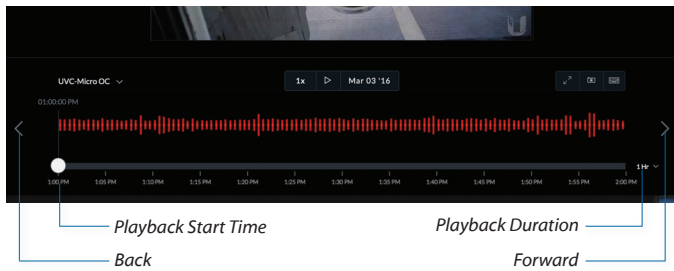 UVC-Micro OC
1x Mar 03 '16
01:00:00 PM
1 Hr
1:00 PM 1:05 PM 1:10 PM 1:15 PM 1:20 PM 1:25 PM 1:30 PM 1:35 PM 1:40 PM 1:45 PM 1:50 PM 1:55 PM 2:00 PM
Playback Start Time Playback Duration
Back Forward